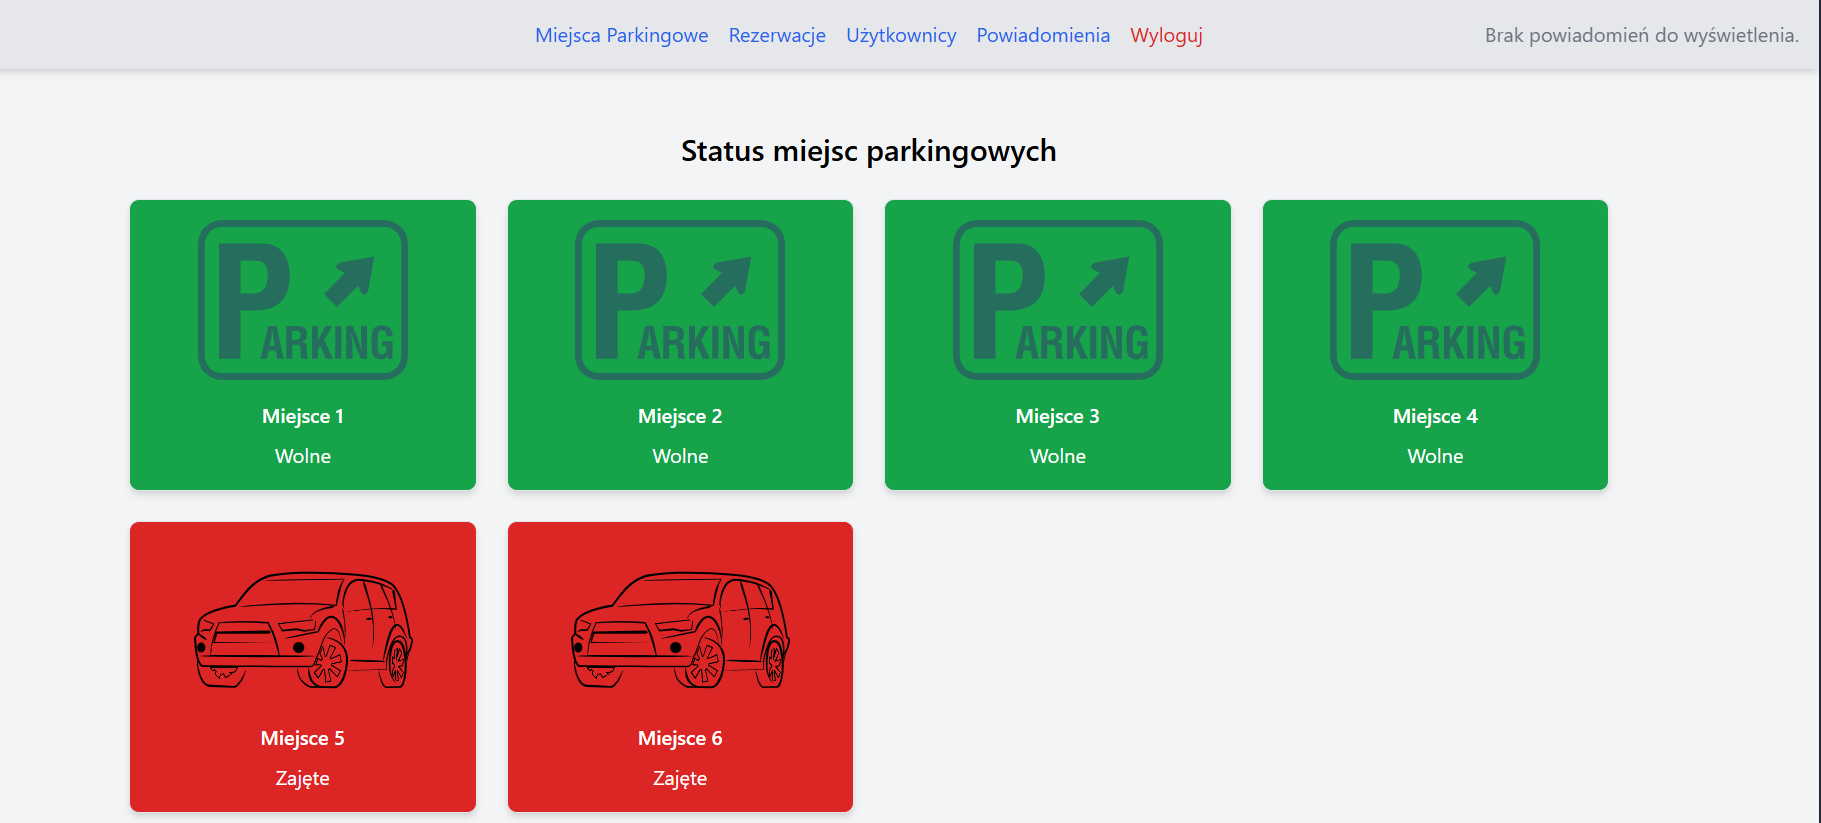 Miejsca Parkingowe Rezerwacje Użytkownicy Powiadomienia Wyloguj Brak powiadomień do wyświetlenia.
Status miejsc parkingowych
PARKING
Miejsce 1
Wolne
PARKING
Miejsce 2
Wolne
PARKING
Miejsce 3
Wolne
PARKING
Miejsce 4
Wolne
Miejsce 5
Zajęte
Miejsce 6
Zajęte